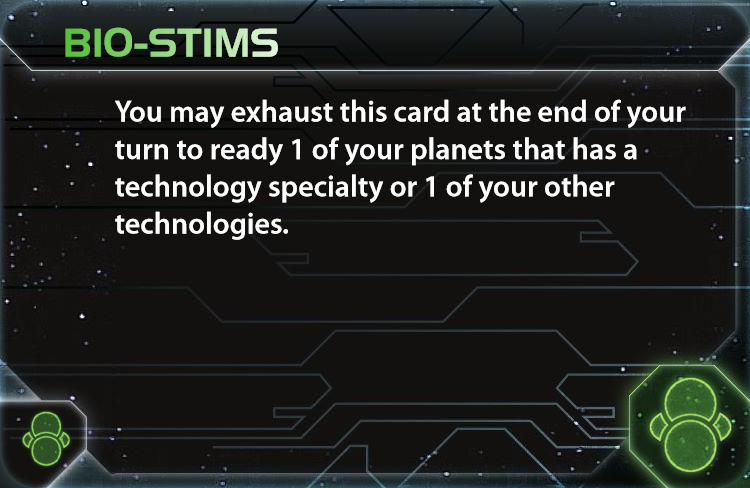 BIO-STIMS
You may exhaust this card at the end of your
turn to ready 1 of your planets that has a
technology specialty or 1 of your other
technologies.